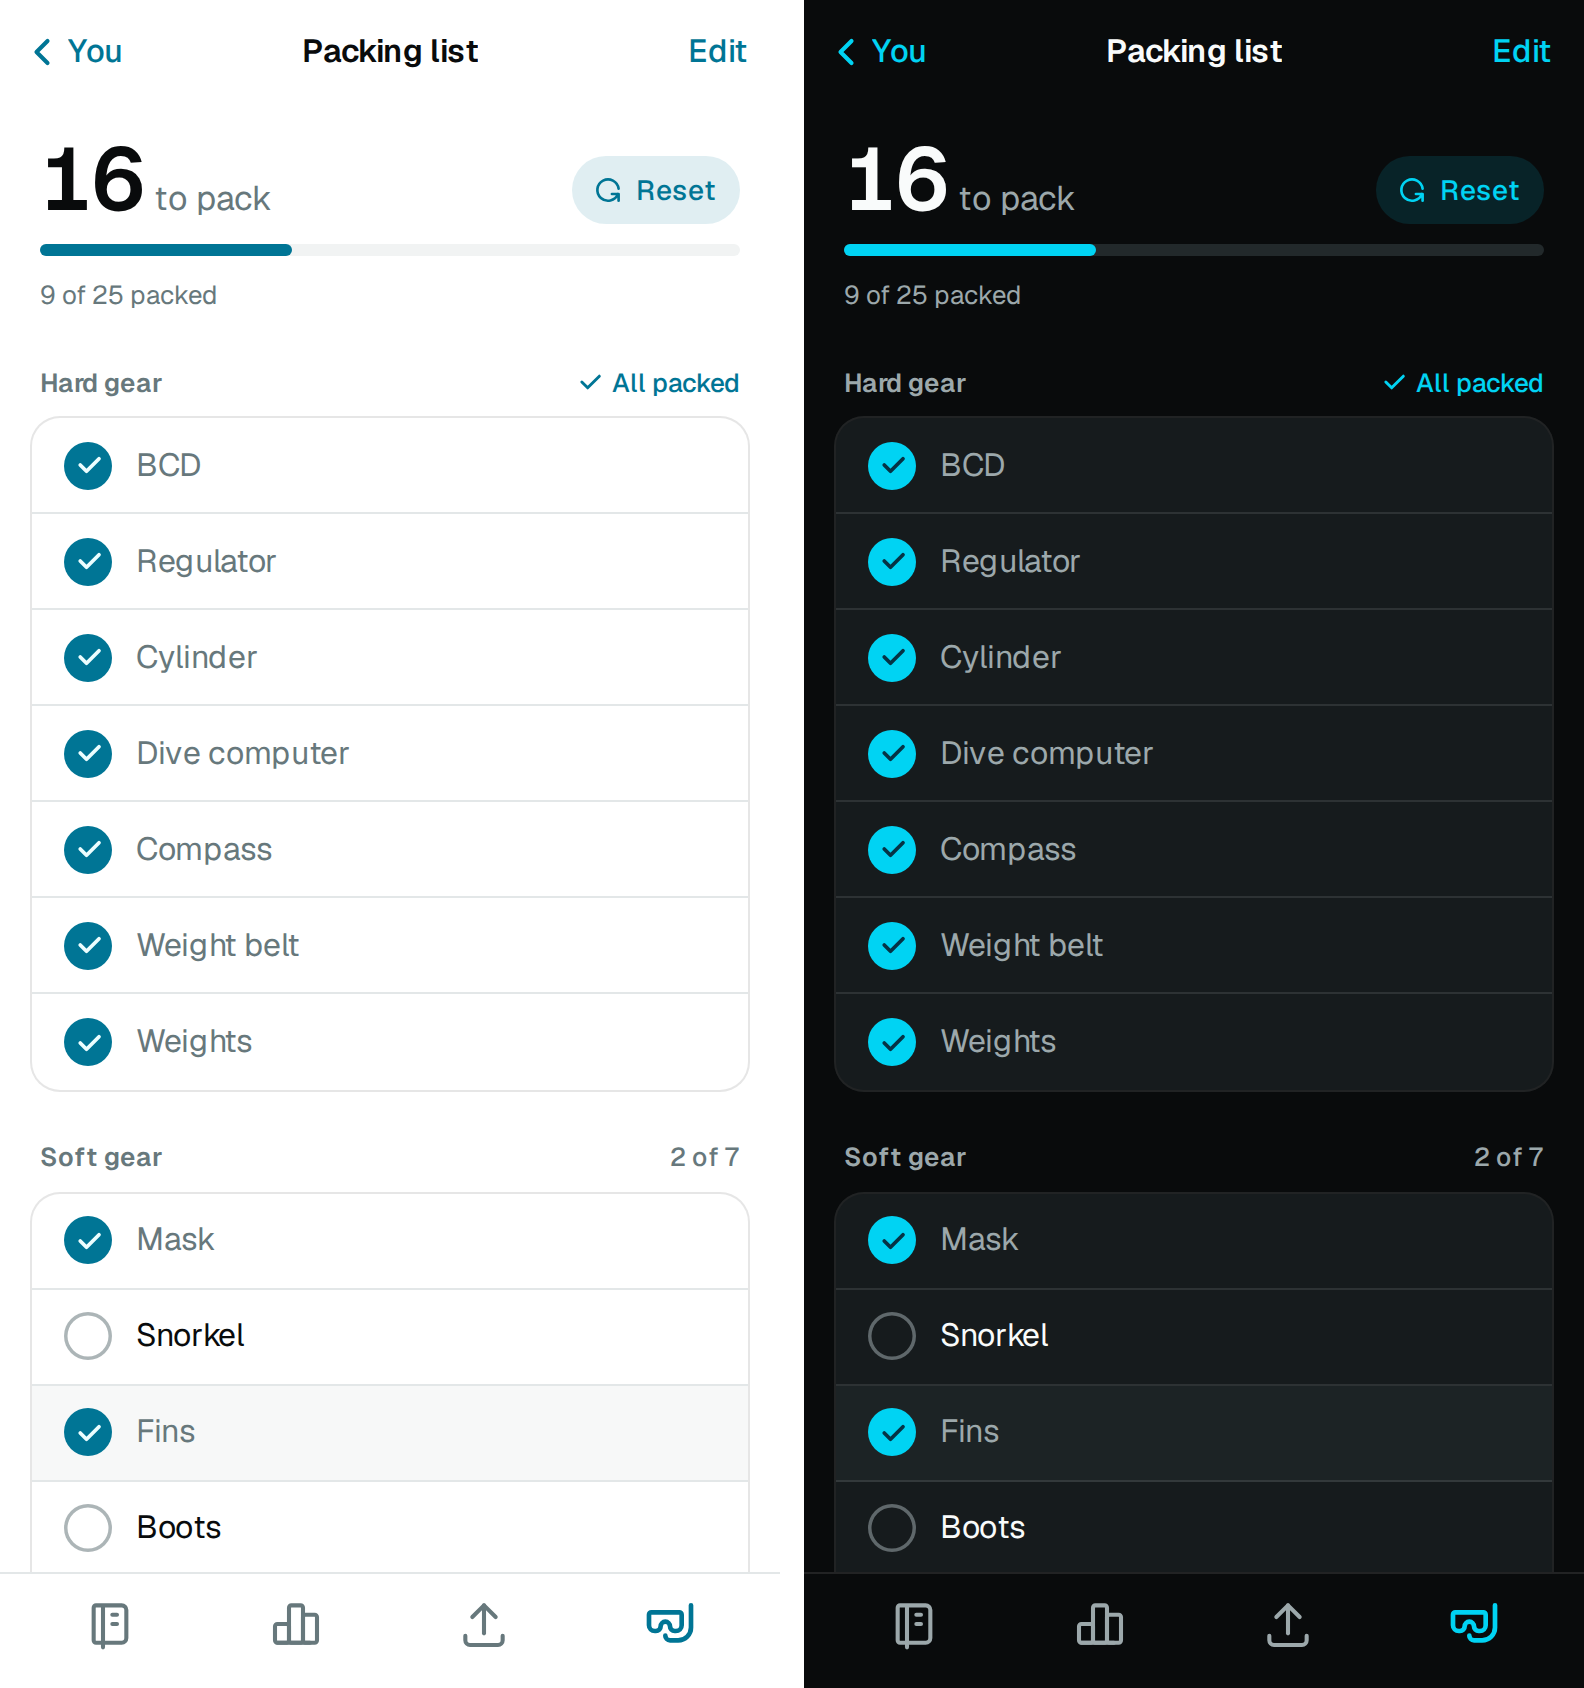 You Packing list Edit
16 to pack Reset
9 of 25 packed
Hard gear All packed
BCD
Regulator
Cylinder
Dive computer
Compass
Weight belt
Weights
Soft gear 2 of 7
Mask
Snorkel
Fins
Boots
You Packing list Edit
16 to pack Reset
9 of 25 packed
Hard gear All packed
BCD
Regulator
Cylinder
Dive computer
Compass
Weight belt
Weights
Soft gear 2 of 7
Mask
Snorkel
Fins
Boots